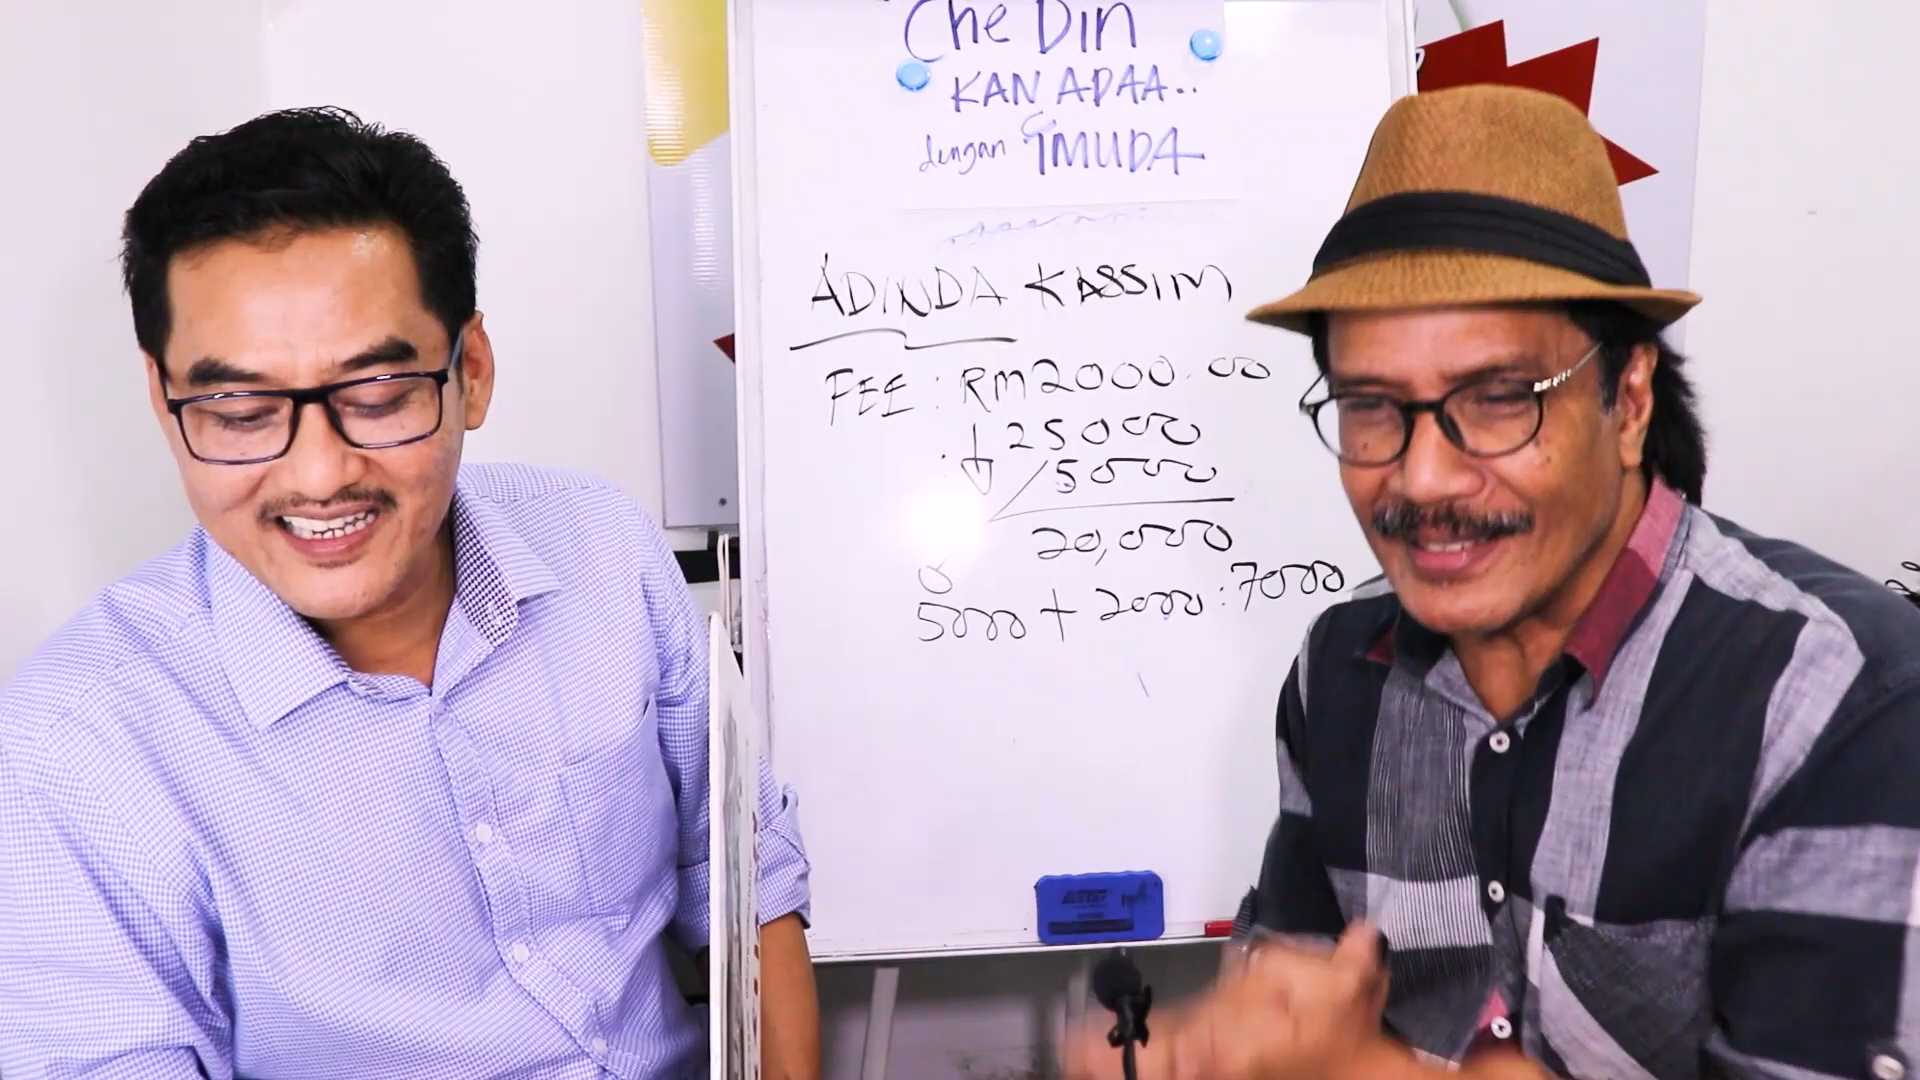 Che Din
KAN ADAA..
dengan IMUDA
ADINDA KASSIM
FEE : RM2000.00
: ↓ 25000
/5000
20,000
5000 + 2000 : 7000